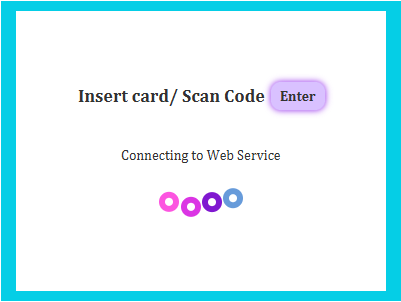 Insert card/ Scan Code Enter
Connecting to Web Service